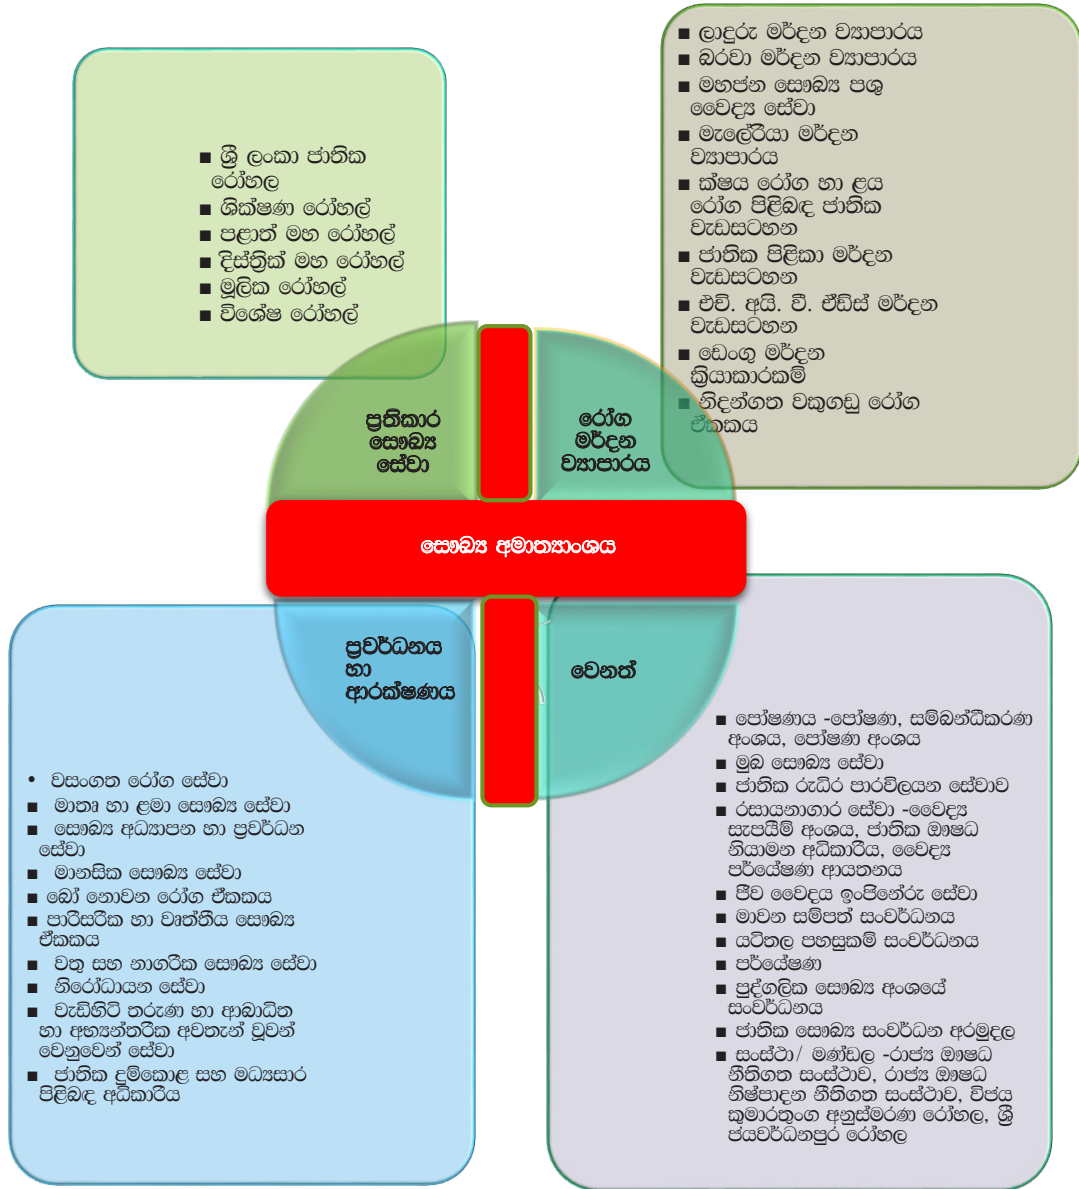 ■ ශ්‍රී ලංකා ජාතික
රෝහල
■ ශික්ෂණ රෝහල්
■ පළාත් මහ රෝහල්
■ දිස්ත්‍රික් මහ රෝහල්
■ මූලික රෝහල්
■ විශේෂ රෝහල්
■ ලාදුරු මර්දන ව්‍යාපාරය
■ බරවා මර්දන ව්‍යාපාරය
■ මහජන සෞඛ්‍ය පශු
වෛද්‍ය සේවා
■ මැලේරියා මර්දන
ව්‍යාපාරය
■ ක්ෂය රෝග හා ළය
රෝග පිළිබඳ ජාතික
වැඩසටහන
■ ජාතික පිළිකා මර්දන
වැඩසටහන
■ එච්. අයි. වී. ඒඩ්ස් මර්දන
වැඩසටහන
■ ඩෙංගු මර්දන
ක්‍රියාකාරකම්
■ නිදන්ගත වකුගඩු රෝග
ඒකකය
ප්‍රතිකාර
සෞඛ්‍ය
සේවා
රෝග
මර්දන
ව්‍යාපාරය
සෞඛ්‍ය අමාත්‍යාංශය
ප්‍රවර්ධනය
හා
ආරක්ෂණය
වෙනත්
• වසංගත රෝග සේවා
■ මාතෘ හා ළමා සෞඛ්‍ය සේවා
■ සෞඛ්‍ය අධ්‍යාපන හා ප්‍රවර්ධන
සේවා
■ මානසික සෞඛ්‍ය සේවා
■ බෝ නොවන රෝග ඒකකය
■ පාරිසරික හා වෘත්තීය සෞඛ්‍ය
ඒකකය
■ වතු සහ නාගරික සෞඛ්‍ය සේවා
■ නිරෝධායන සේවා
■ වැඩිහිටි තරුණ හා ආබාධිත
හා අභ්‍යන්තරික අවතැන් වූවන්
වෙනුවෙන් සේවා
■ ජාතික දුම්කොළ සහ මධ්‍යසාර
පිළිබඳ අධිකාරිය
■ පෝෂණය -පෝෂණ, සම්බන්ධීකරණ
අංශය, පෝෂණ අංශය
■ මුඛ සෞඛ්‍ය සේවා
■ ජාතික රුධිර පාරවිලයන සේවාව
■ රසායනාගාර සේවා -වෛද්‍ය
සැපයීම් අංශය, ජාතික ඖෂධ
නියාමන අධිකාරිය, වෛද්‍ය
පර්යේෂණ ආයතනය
■ ජීව වෛදය ඉංජිනේරු සේවා
■ මාවන සම්පත් සංවර්ධනය
■ යටිතල පහසුකම් සංවර්ධනය
■ පර්යේෂණ
■ පුද්ගලික සෞඛ්‍ය අංශයේ
සංවර්ධනය
■ ජාතික සෞඛ්‍ය සංවර්ධන අරමුදල
■ සංස්ථා/ මණ්ඩල -රාජ්‍ය ඖෂධ
නීතිගත සංස්ථාව, රාජ්‍ය ඖෂධ
නිෂ්පාදන නීතිගත සංස්ථාව, විජය
කුමාරතුංග අනුස්මරණ රෝහල, ශ්‍රී
ජයවර්ධනපුර රෝහල